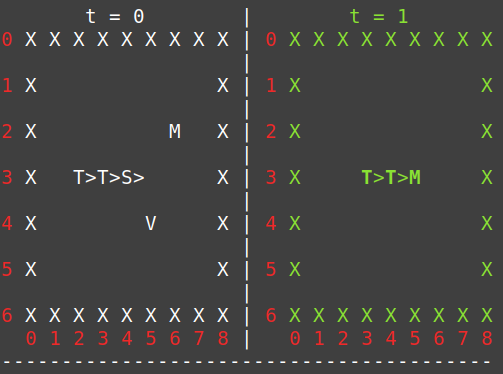 t = 0        |        t = 1
0 X X X X X X X X X | 0 X X X X X X X X X
                    |
1 X               X | 1 X               X
                    |
2 X           M   X | 2 X               X
                    |
3 X   T>T>S>      X | 3 X     T>T>M     X
                    |
4 X         V     X | 4 X               X
                    |
5 X               X | 5 X               X
                    |
6 X X X X X X X X X | 6 X X X X X X X X X
  0 1 2 3 4 5 6 7 8 |   0 1 2 3 4 5 6 7 8
-----------------------------------------